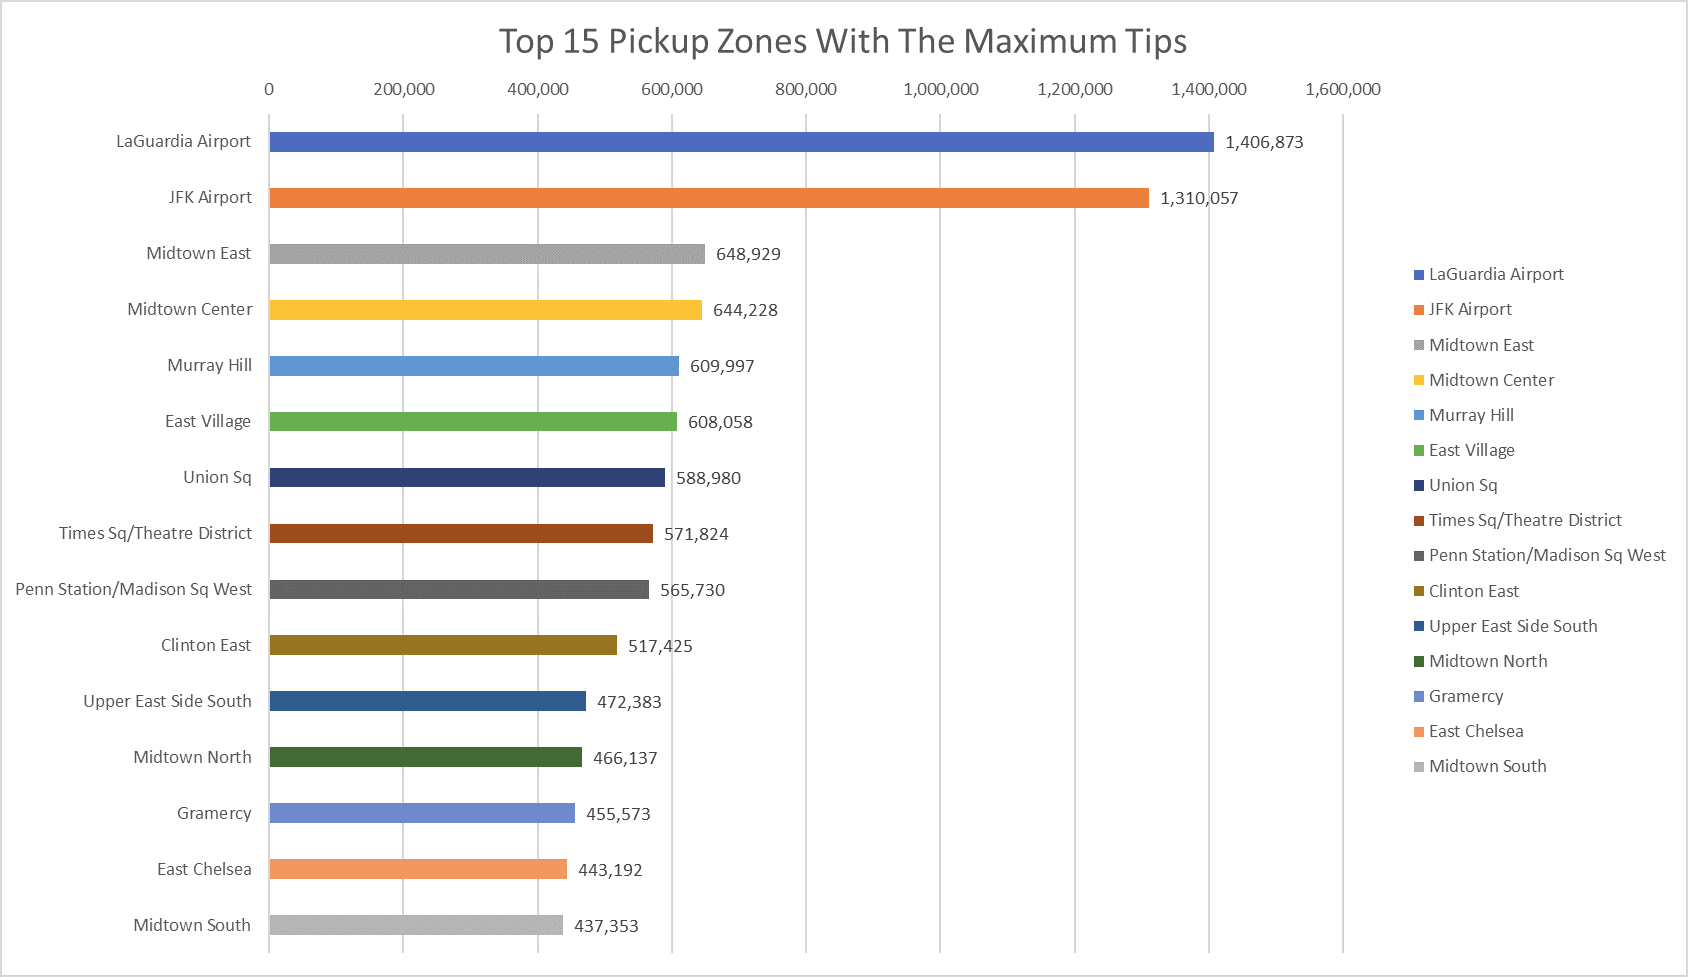 Top 15 Pickup Zones With The Maximum Tips
0 200,000 400,000 600,000 800,000 1,000,000 1,200,000 1,400,000 1,600,000
LaGuardia Airport 1,406,873
JFK Airport 1,310,057
Midtown East 648,929
Midtown Center 644,228
Murray Hill 609,997
East Village 608,058
Union Sq 588,980
Times Sq/Theatre District 571,824
Penn Station/Madison Sq West 565,730
Clinton East 517,425
Upper East Side South 472,383
Midtown North 466,137
Gramercy 455,573
East Chelsea 443,192
Midtown South 437,353
LaGuardia Airport
JFK Airport
Midtown East
Midtown Center
Murray Hill
East Village
Union Sq
Times Sq/Theatre District
Penn Station/Madison Sq West
Clinton East
Upper East Side South
Midtown North
Gramercy
East Chelsea
Midtown South